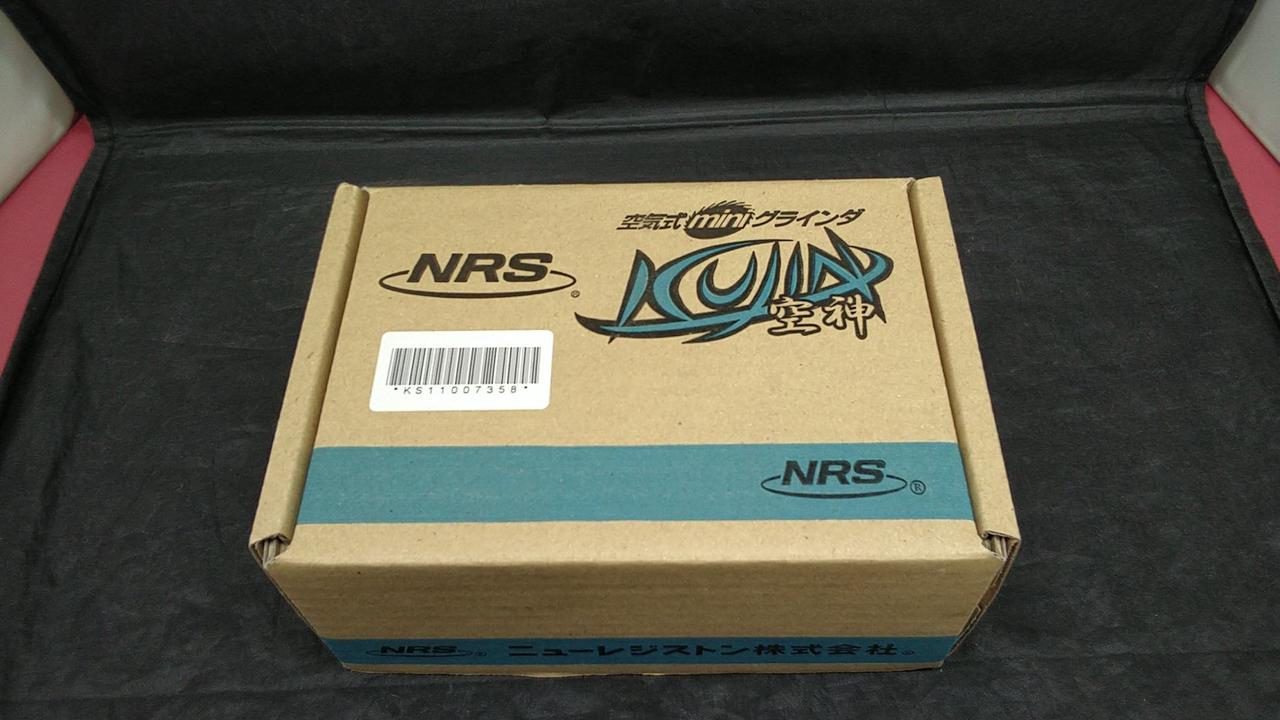 空気式miniグラインダ
NRS®
KUJIN
空神
*KS11007358*
NRS®
NRS® ニューレジストン株式会社®